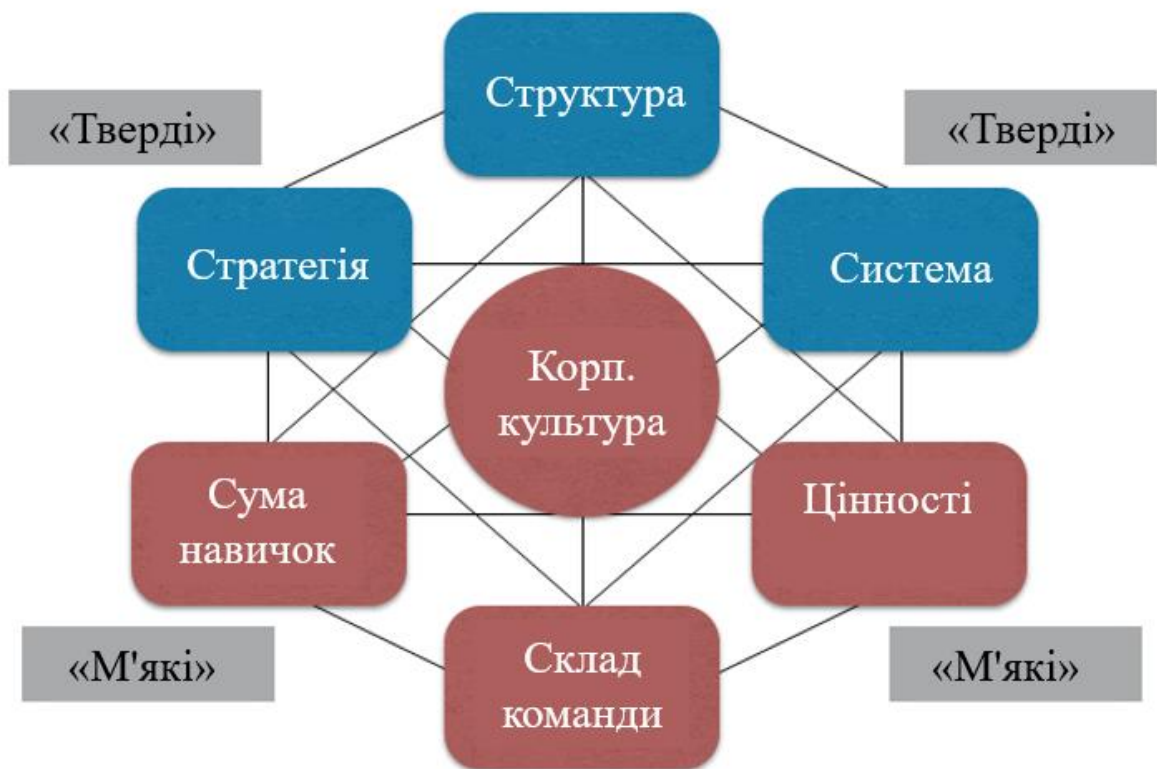 Структура
«Тверді»
«Тверді»
Стратегія
Система
Корп.
культура
Сума
навичок
Цінності
«М'які»
«М'які»
Склад
команди